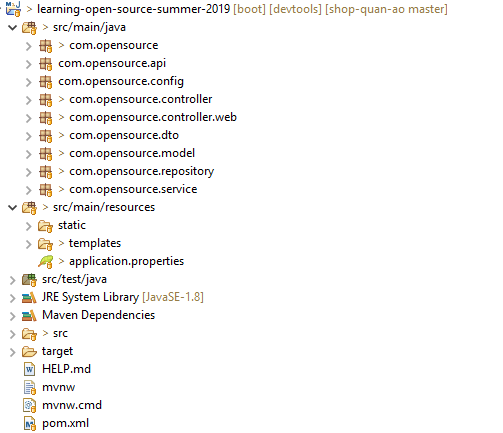 learning-open-source-summer-2019 [boot] [devtools] [shop-quan-ao master]
src/main/java
com.opensource
com.opensource.api
com.opensource.config
com.opensource.controller
com.opensource.controller.web
com.opensource.dto
com.opensource.model
com.opensource.repository
com.opensource.service
src/main/resources
static
templates
application.properties
src/test/java
JRE System Library [JavaSE-1.8]
Maven Dependencies
src
target
HELP.md
mvnw
mvnw.cmd
pom.xml